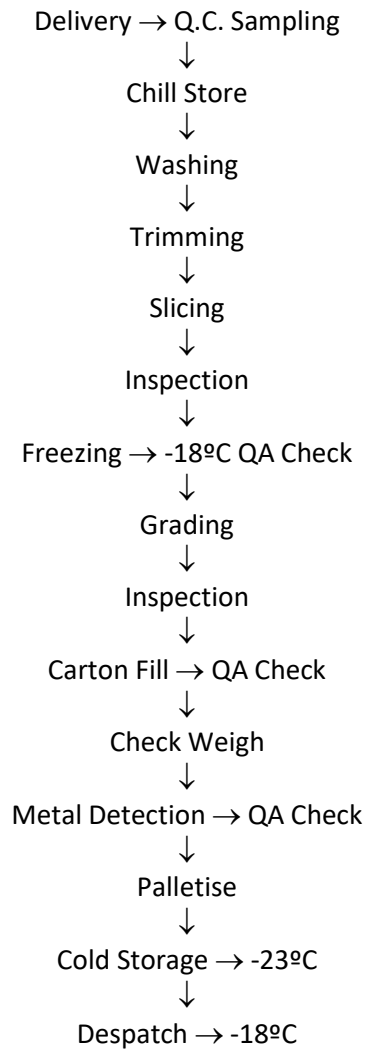 Delivery → Q.C. Sampling
↓
Chill Store
↓
Washing
↓
Trimming
↓
Slicing
↓
Inspection
↓
Freezing → -18ºC QA Check
↓
Grading
↓
Inspection
↓
Carton Fill → QA Check
↓
Check Weigh
↓
Metal Detection → QA Check
↓
Palletise
↓
Cold Storage → -23ºC
↓
Despatch → -18ºC